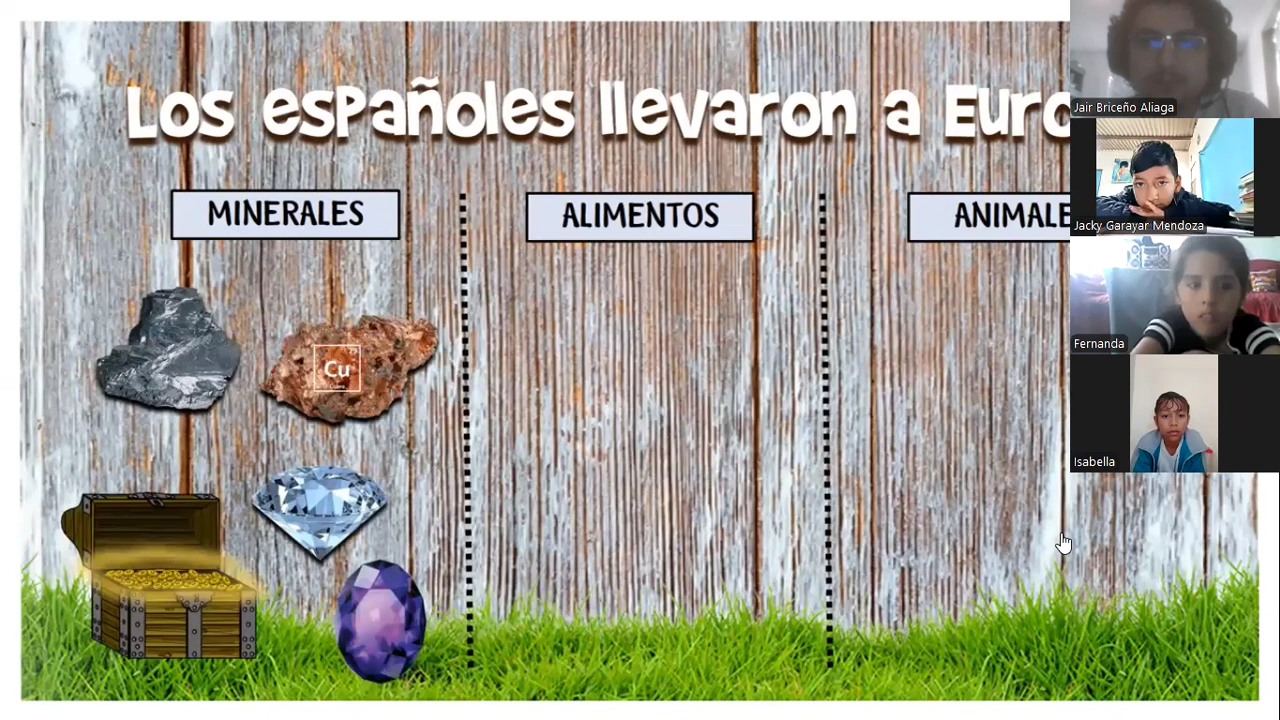 Los españoles llevaron a Euro
MINERALES
ALIMENTOS
ANIMALE
Cu
Jair Briceño Aliaga
Jacky Garayar Mendoza
Fernanda
Isabella